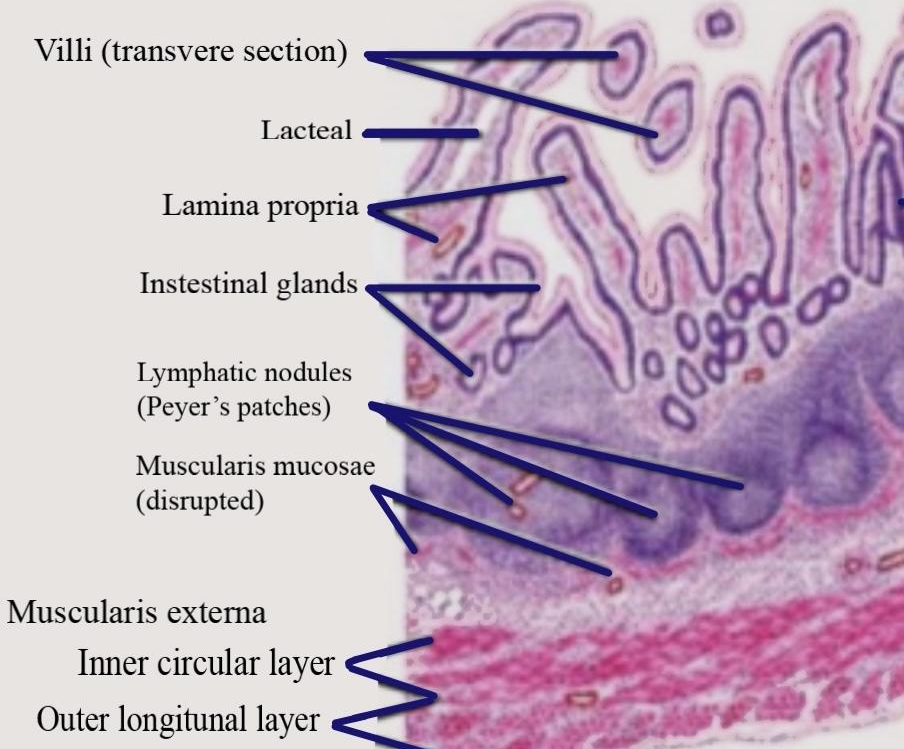 Villi (transvere section)
Lacteal
Lamina propria
Instestinal glands
Lymphatic nodules
(Peyer’s patches)
Muscularis mucosae
(disrupted)
Muscularis externa
Inner circular layer
Outer longitunal layer